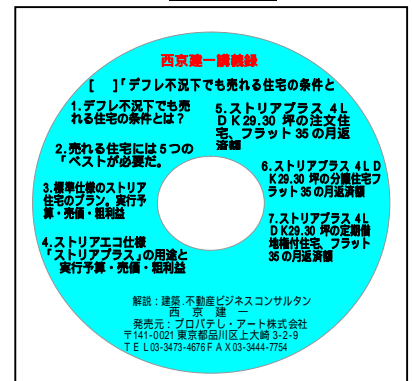 西京建一講義録
[　]「デフレ不況下でも売れる住宅の条件と
1.デフレ不況下でも売
れる住宅の条件とは？
2.売れる住宅には５つの
「ベストが必要だ。
3.標準仕様のストリア
住宅のプラン。実行予
算・売価・粗利益
4.ストリアエコ仕様
「ストリアプラス」の用途と
実行予算・売価・粗利益
5.ストリアプラス 4L
DK29.30 坪の注文住
宅、フラット 35 の月返
済額
6.ストリアプラス 4LD
K29.30 坪の分譲住宅フ
ラット 35 の月返済額
7.ストリアプラス 4L
DK29.30 坪の定期借
地権付住宅、フラット
35 の月返済額
解説：建築.不動産ビジネスコンサルタン
西　京　建　一
発売元：プロパテし・アート株式会社
〒141-0021 東京都品川区上大崎 3-2-9
ＴＥＬ03-3473-4676ＦＡＸ03-3444-7754